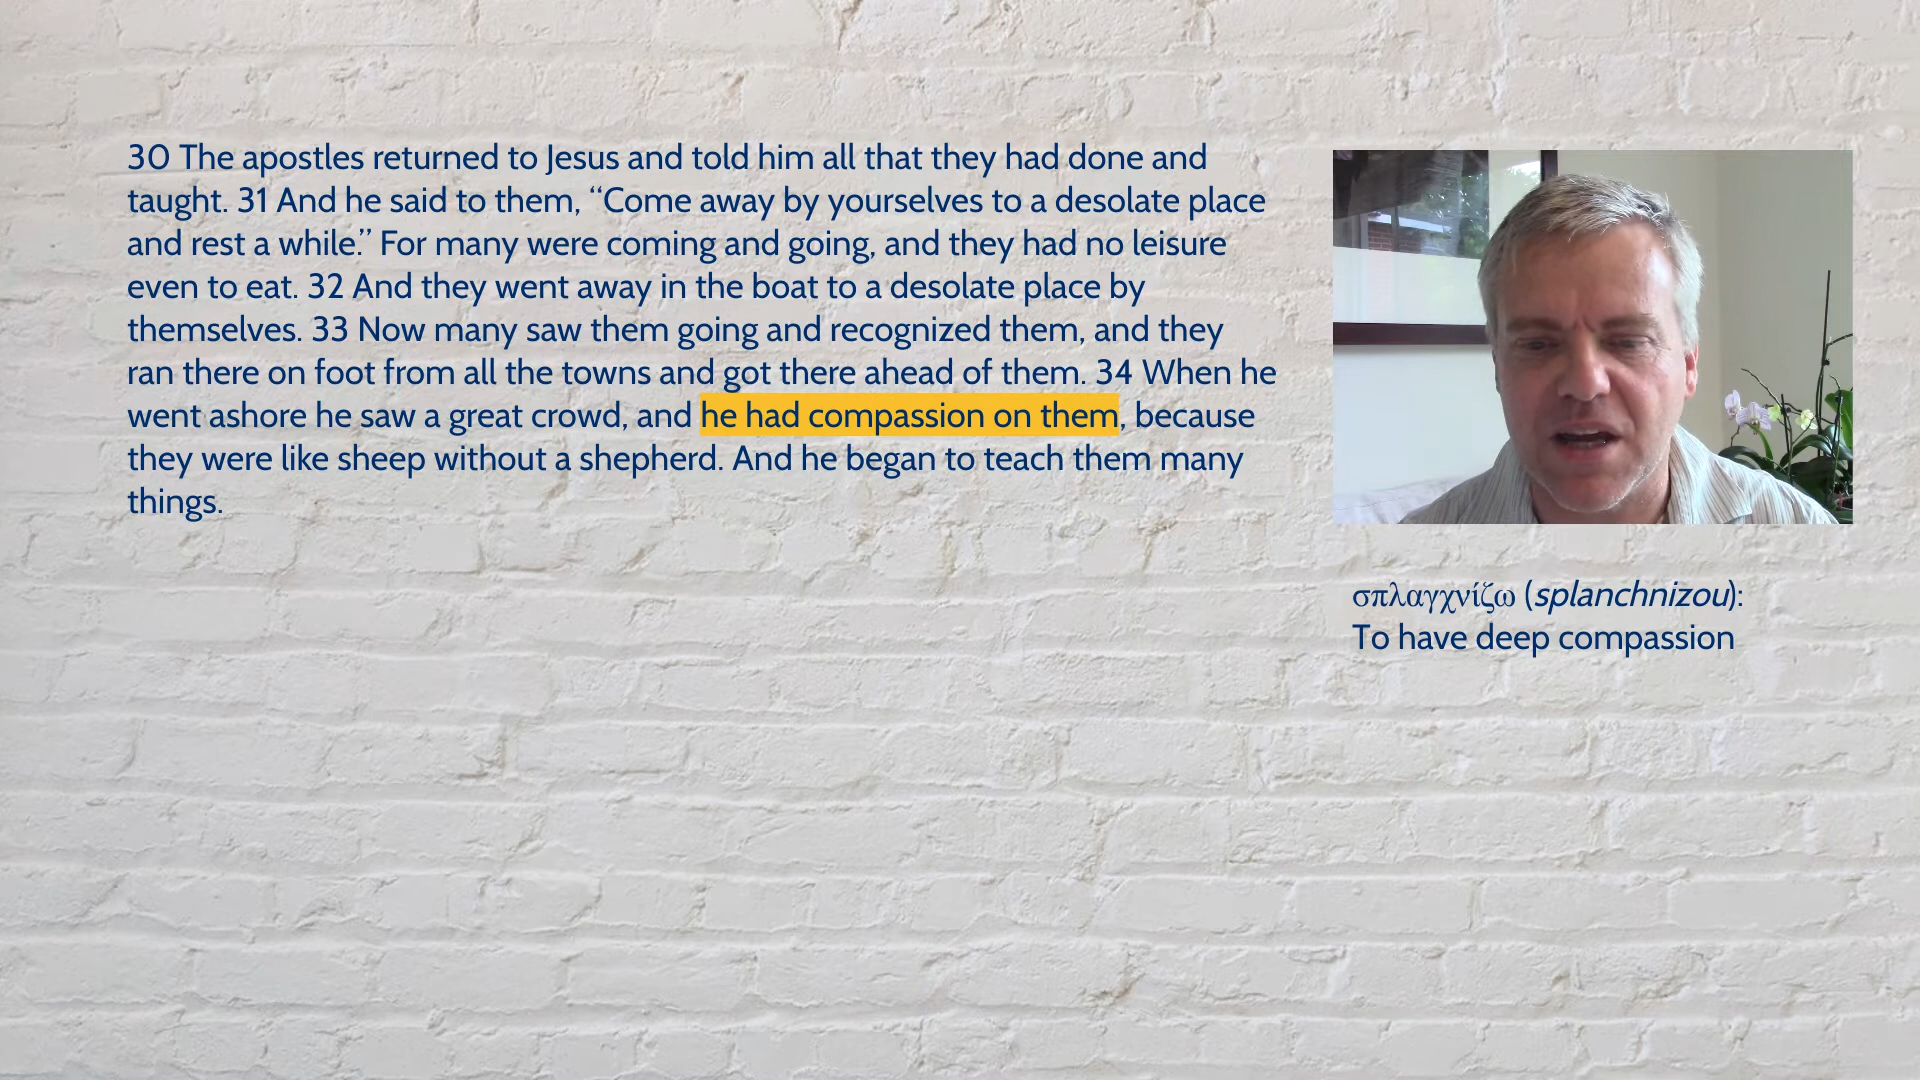 30 The apostles returned to Jesus and told him all that they had done and
taught. 31 And he said to them, “Come away by yourselves to a desolate place
and rest a while.” For many were coming and going, and they had no leisure
even to eat. 32 And they went away in the boat to a desolate place by
themselves. 33 Now many saw them going and recognized them, and they
ran there on foot from all the towns and got there ahead of them. 34 When he
went ashore he saw a great crowd, and he had compassion on them, because
they were like sheep without a shepherd. And he began to teach them many
things.
σπλαγχνίζω (splanchnizou):
To have deep compassion